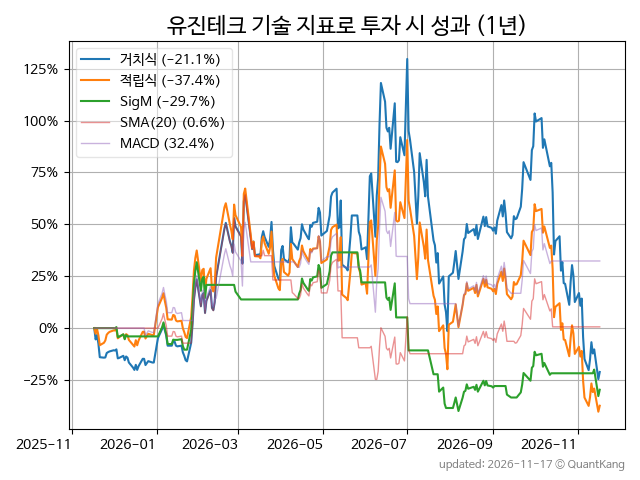 유진테크 기술 지표로 투자 시 성과 (1년)
거치식 (−21.1%)
적립식 (−37.4%)
SigM (−29.7%)
SMA(20) (0.6%)
MACD (32.4%)
125%
100%
75%
50%
25%
0%
−25%
2025−11 2026−01 2026−03 2026−05 2026−07 2026−09 2026−11
updated: 2026−11−17 © QuantKang